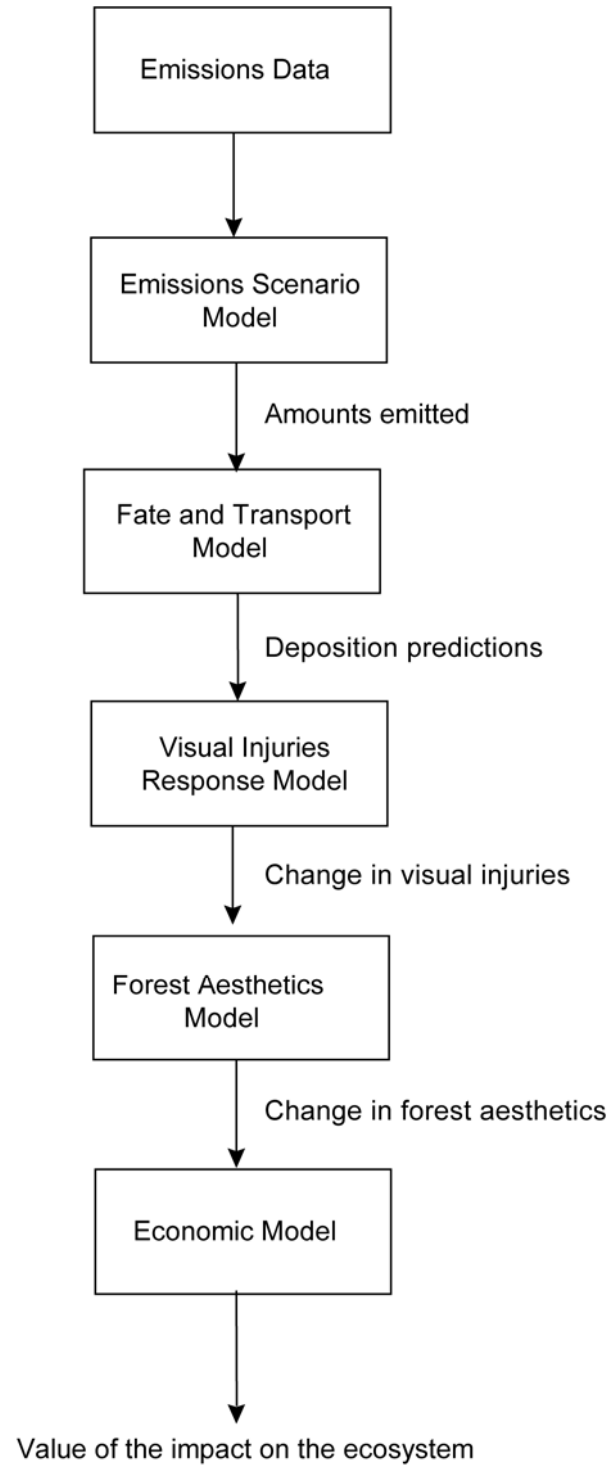 Emissions Data
Emissions Scenario
Model
Amounts emitted
Fate and Transport
Model
Deposition predictions
Visual Injuries
Response Model
Change in visual injuries
Forest Aesthetics
Model
Change in forest aesthetics
Economic Model
Value of the impact on the ecosystem